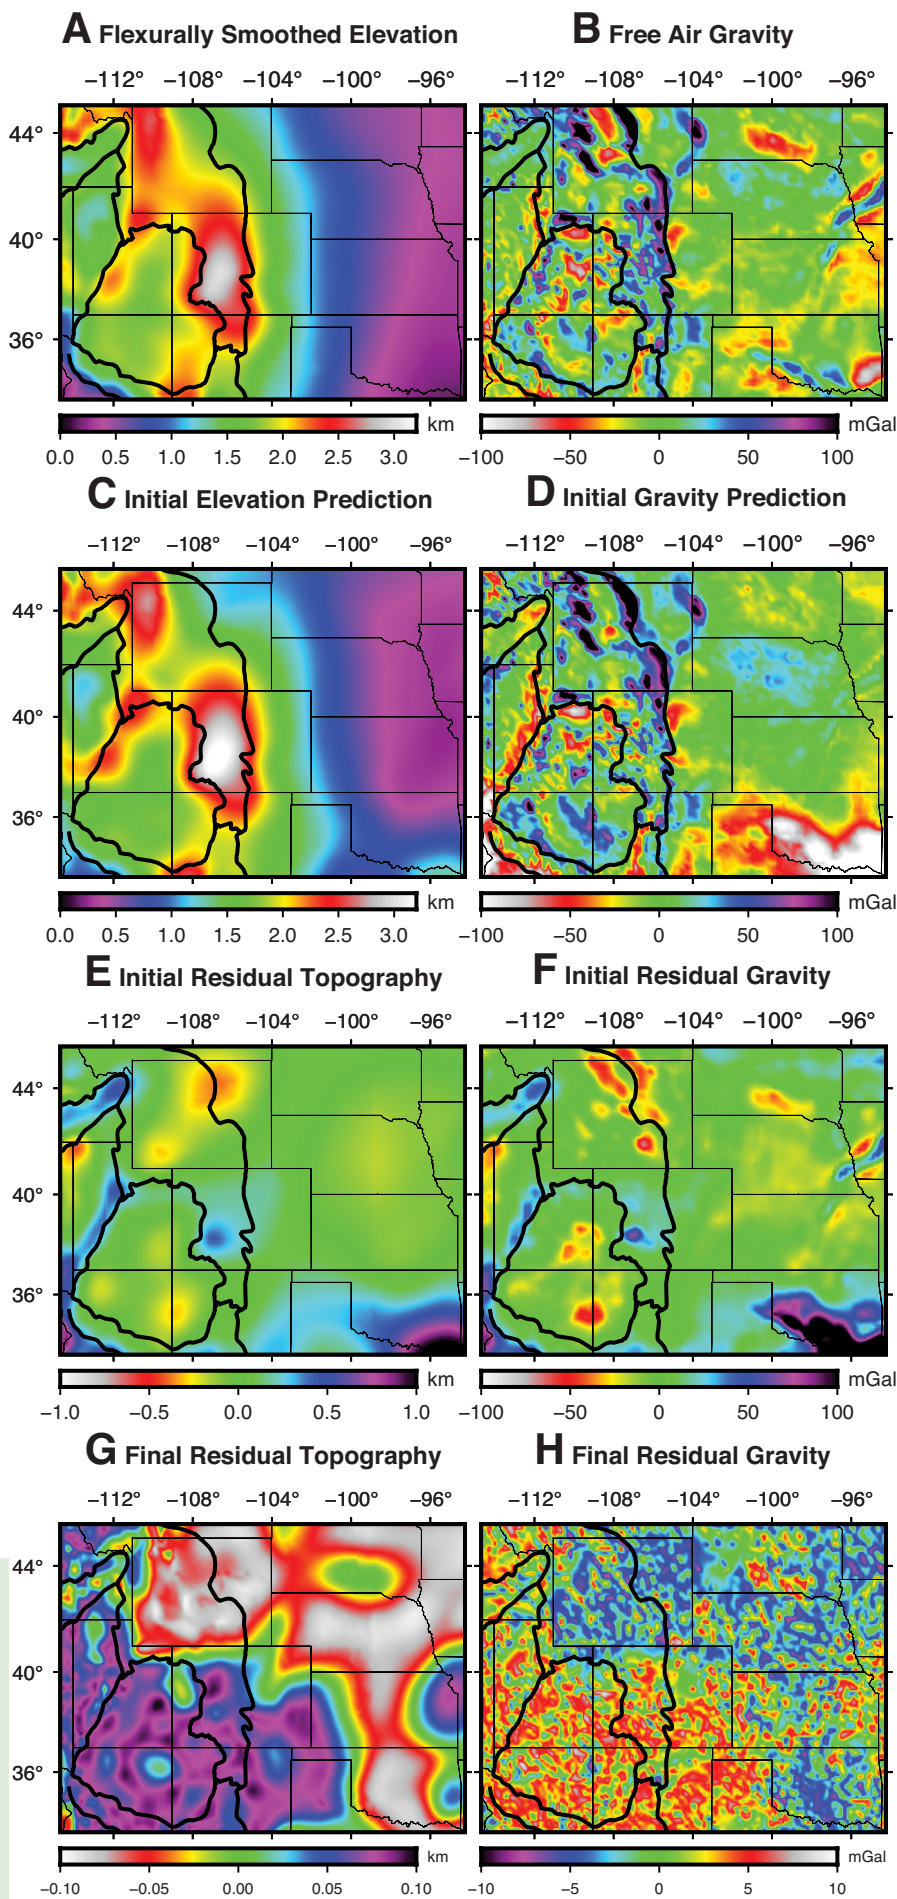 A Flexurally Smoothed Elevation
B Free Air Gravity
−112° −108° −104° −100° −96°
−112° −108° −104° −100° −96°
44°
40°
36°
km
mGal
0.0 0.5 1.0 1.5 2.0 2.5 3.0
−100 −50 0 50 100
C Initial Elevation Prediction
D Initial Gravity Prediction
−112° −108° −104° −100° −96°
−112° −108° −104° −100° −96°
44°
40°
36°
km
mGal
0.0 0.5 1.0 1.5 2.0 2.5 3.0
−100 −50 0 50 100
E Initial Residual Topography
F Initial Residual Gravity
−112° −108° −104° −100° −96°
−112° −108° −104° −100° −96°
44°
40°
36°
km
mGal
−1.0 −0.5 0.0 0.5 1.0
−100 −50 0 50 100
G Final Residual Topography
H Final Residual Gravity
−112° −108° −104° −100° −96°
−112° −108° −104° −100° −96°
44°
40°
36°
km
mGal
-0.10 -0.05 0.00 0.05 0.10
-10 -5 0 5 10